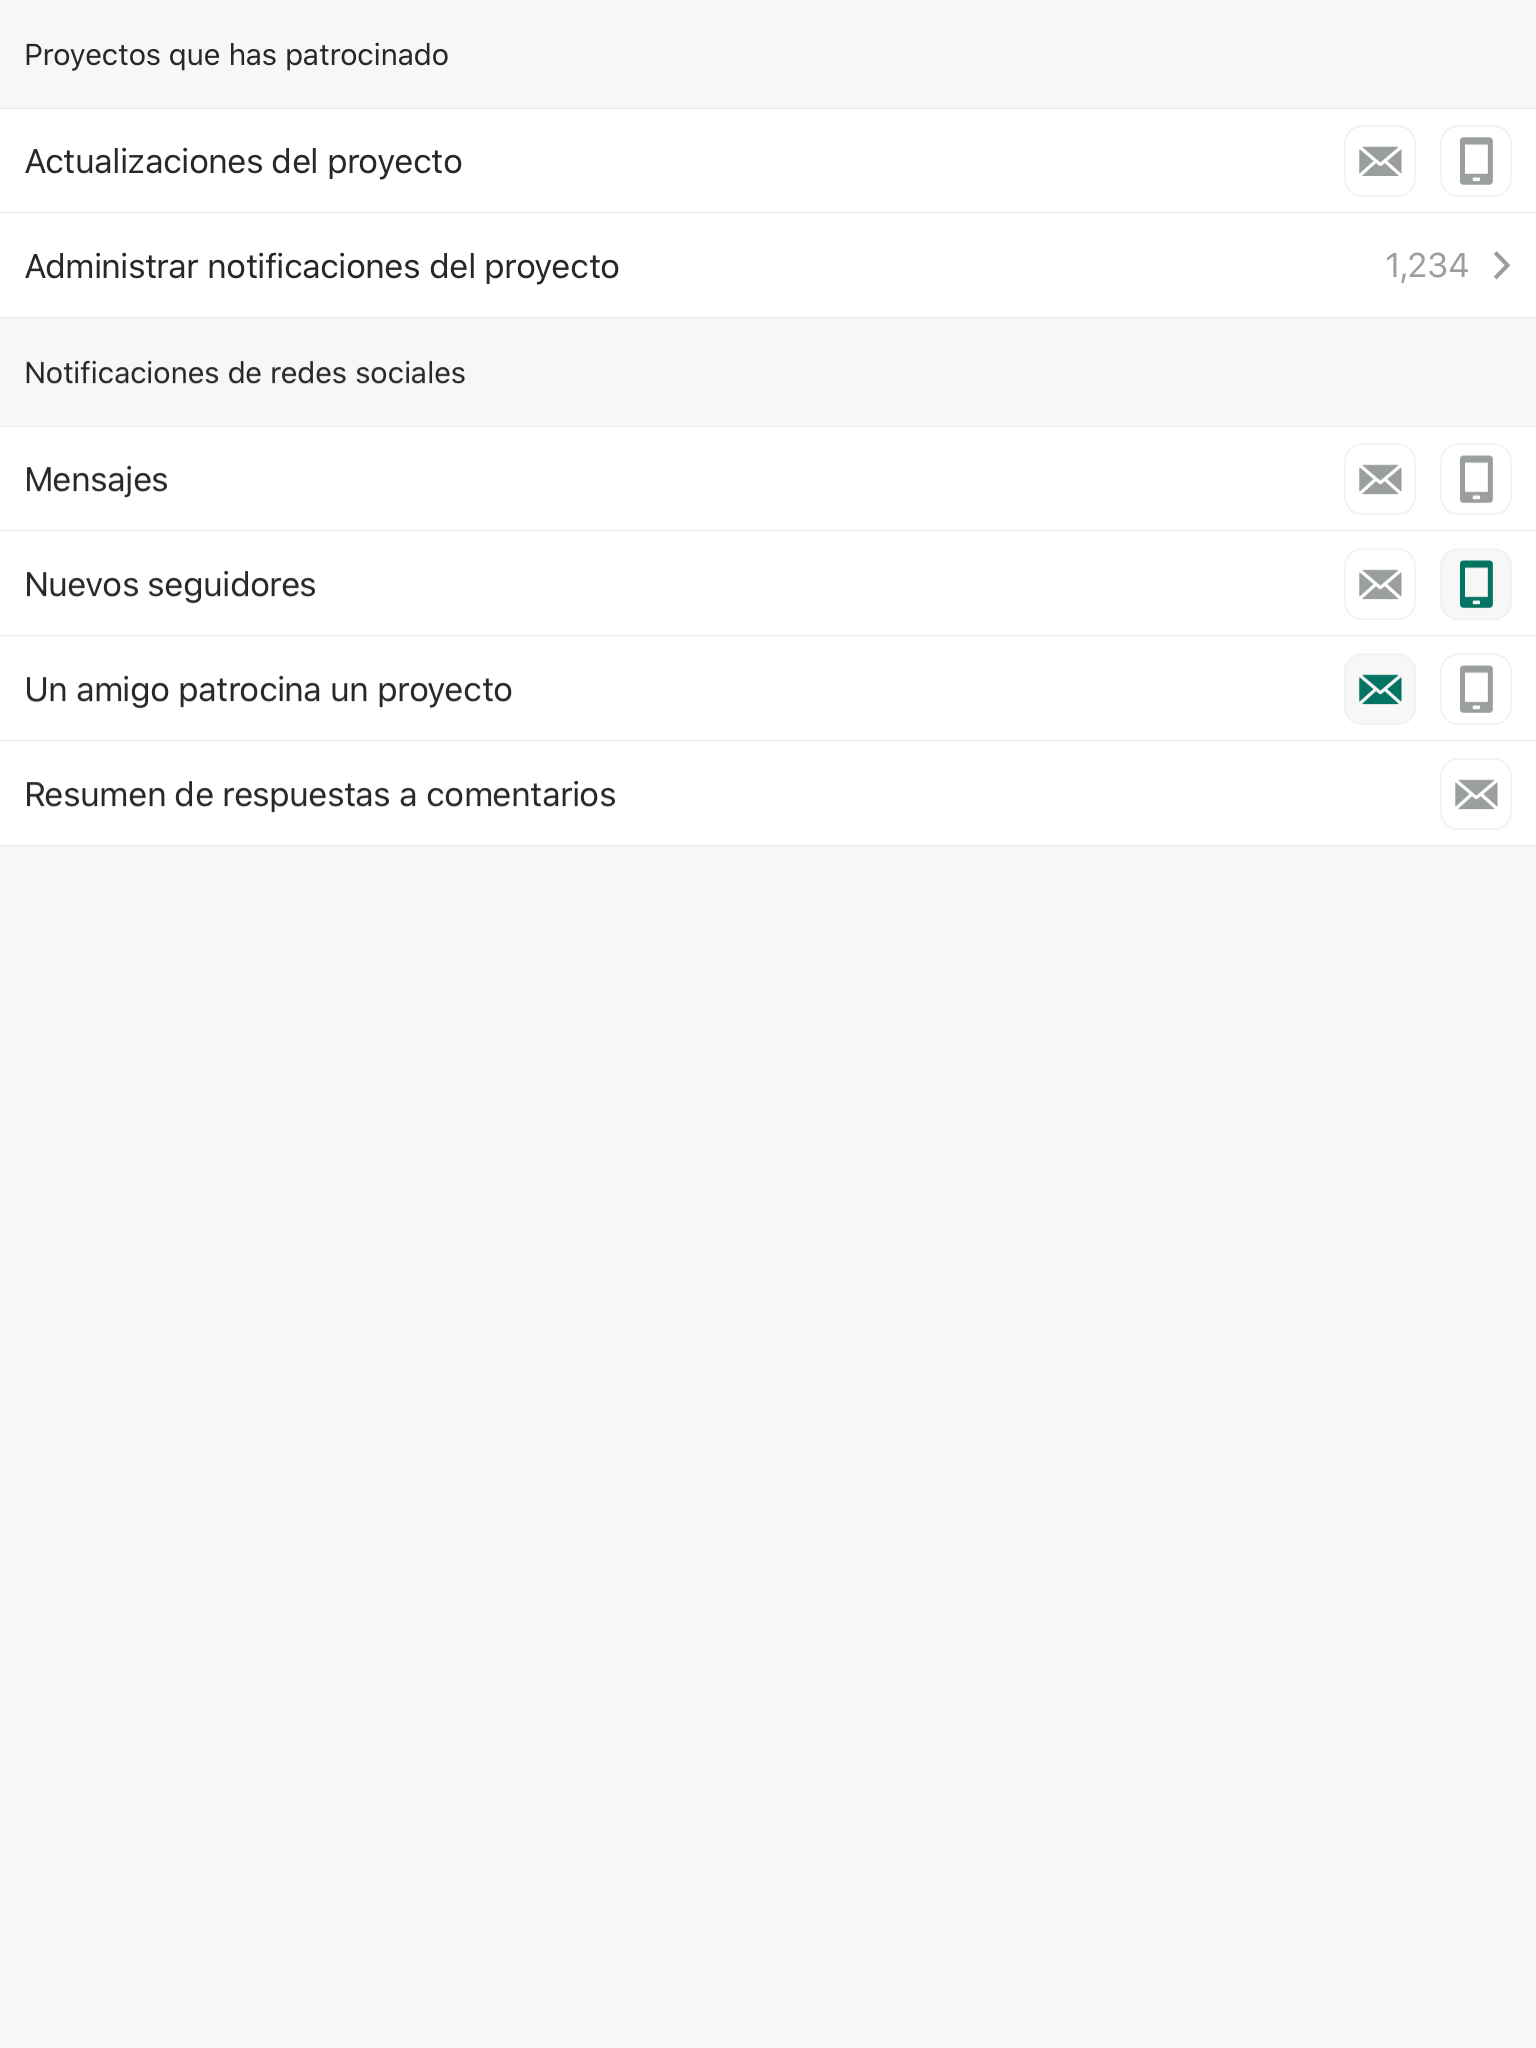 Proyectos que has patrocinado
Actualizaciones del proyecto
Administrar notificaciones del proyecto 1,234
Notificaciones de redes sociales
Mensajes
Nuevos seguidores
Un amigo patrocina un proyecto
Resumen de respuestas a comentarios